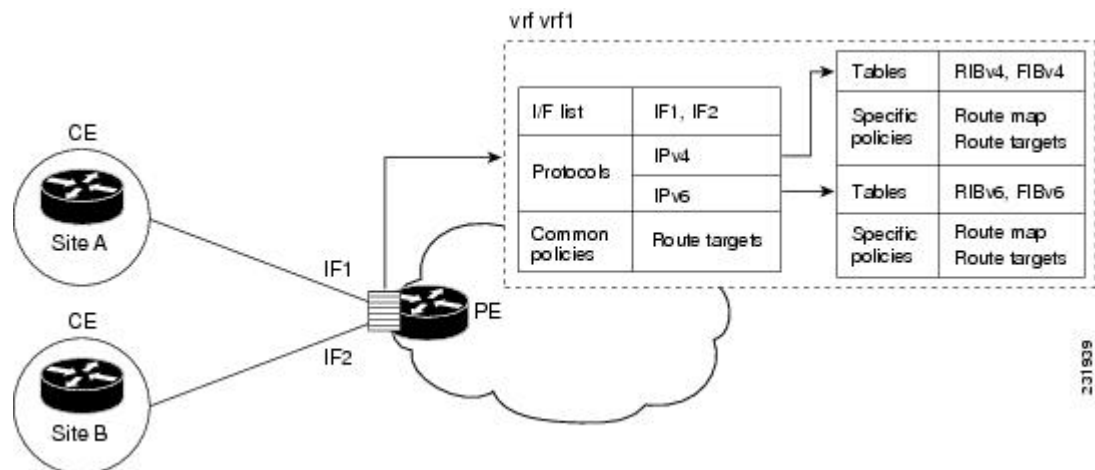 vrf vrf1
I/F list
IF1, IF2
Protocols
IPv4
IPv6
Common
policies
Route targets
Tables
RIBv4, FIBv4
Specific
policies
Route map
Route targets
Tables
RIBv6, FIBv6
Specific
policies
Route map
Route targets
CE
Site A
IF1
CE
Site B
IF2
PE
231939